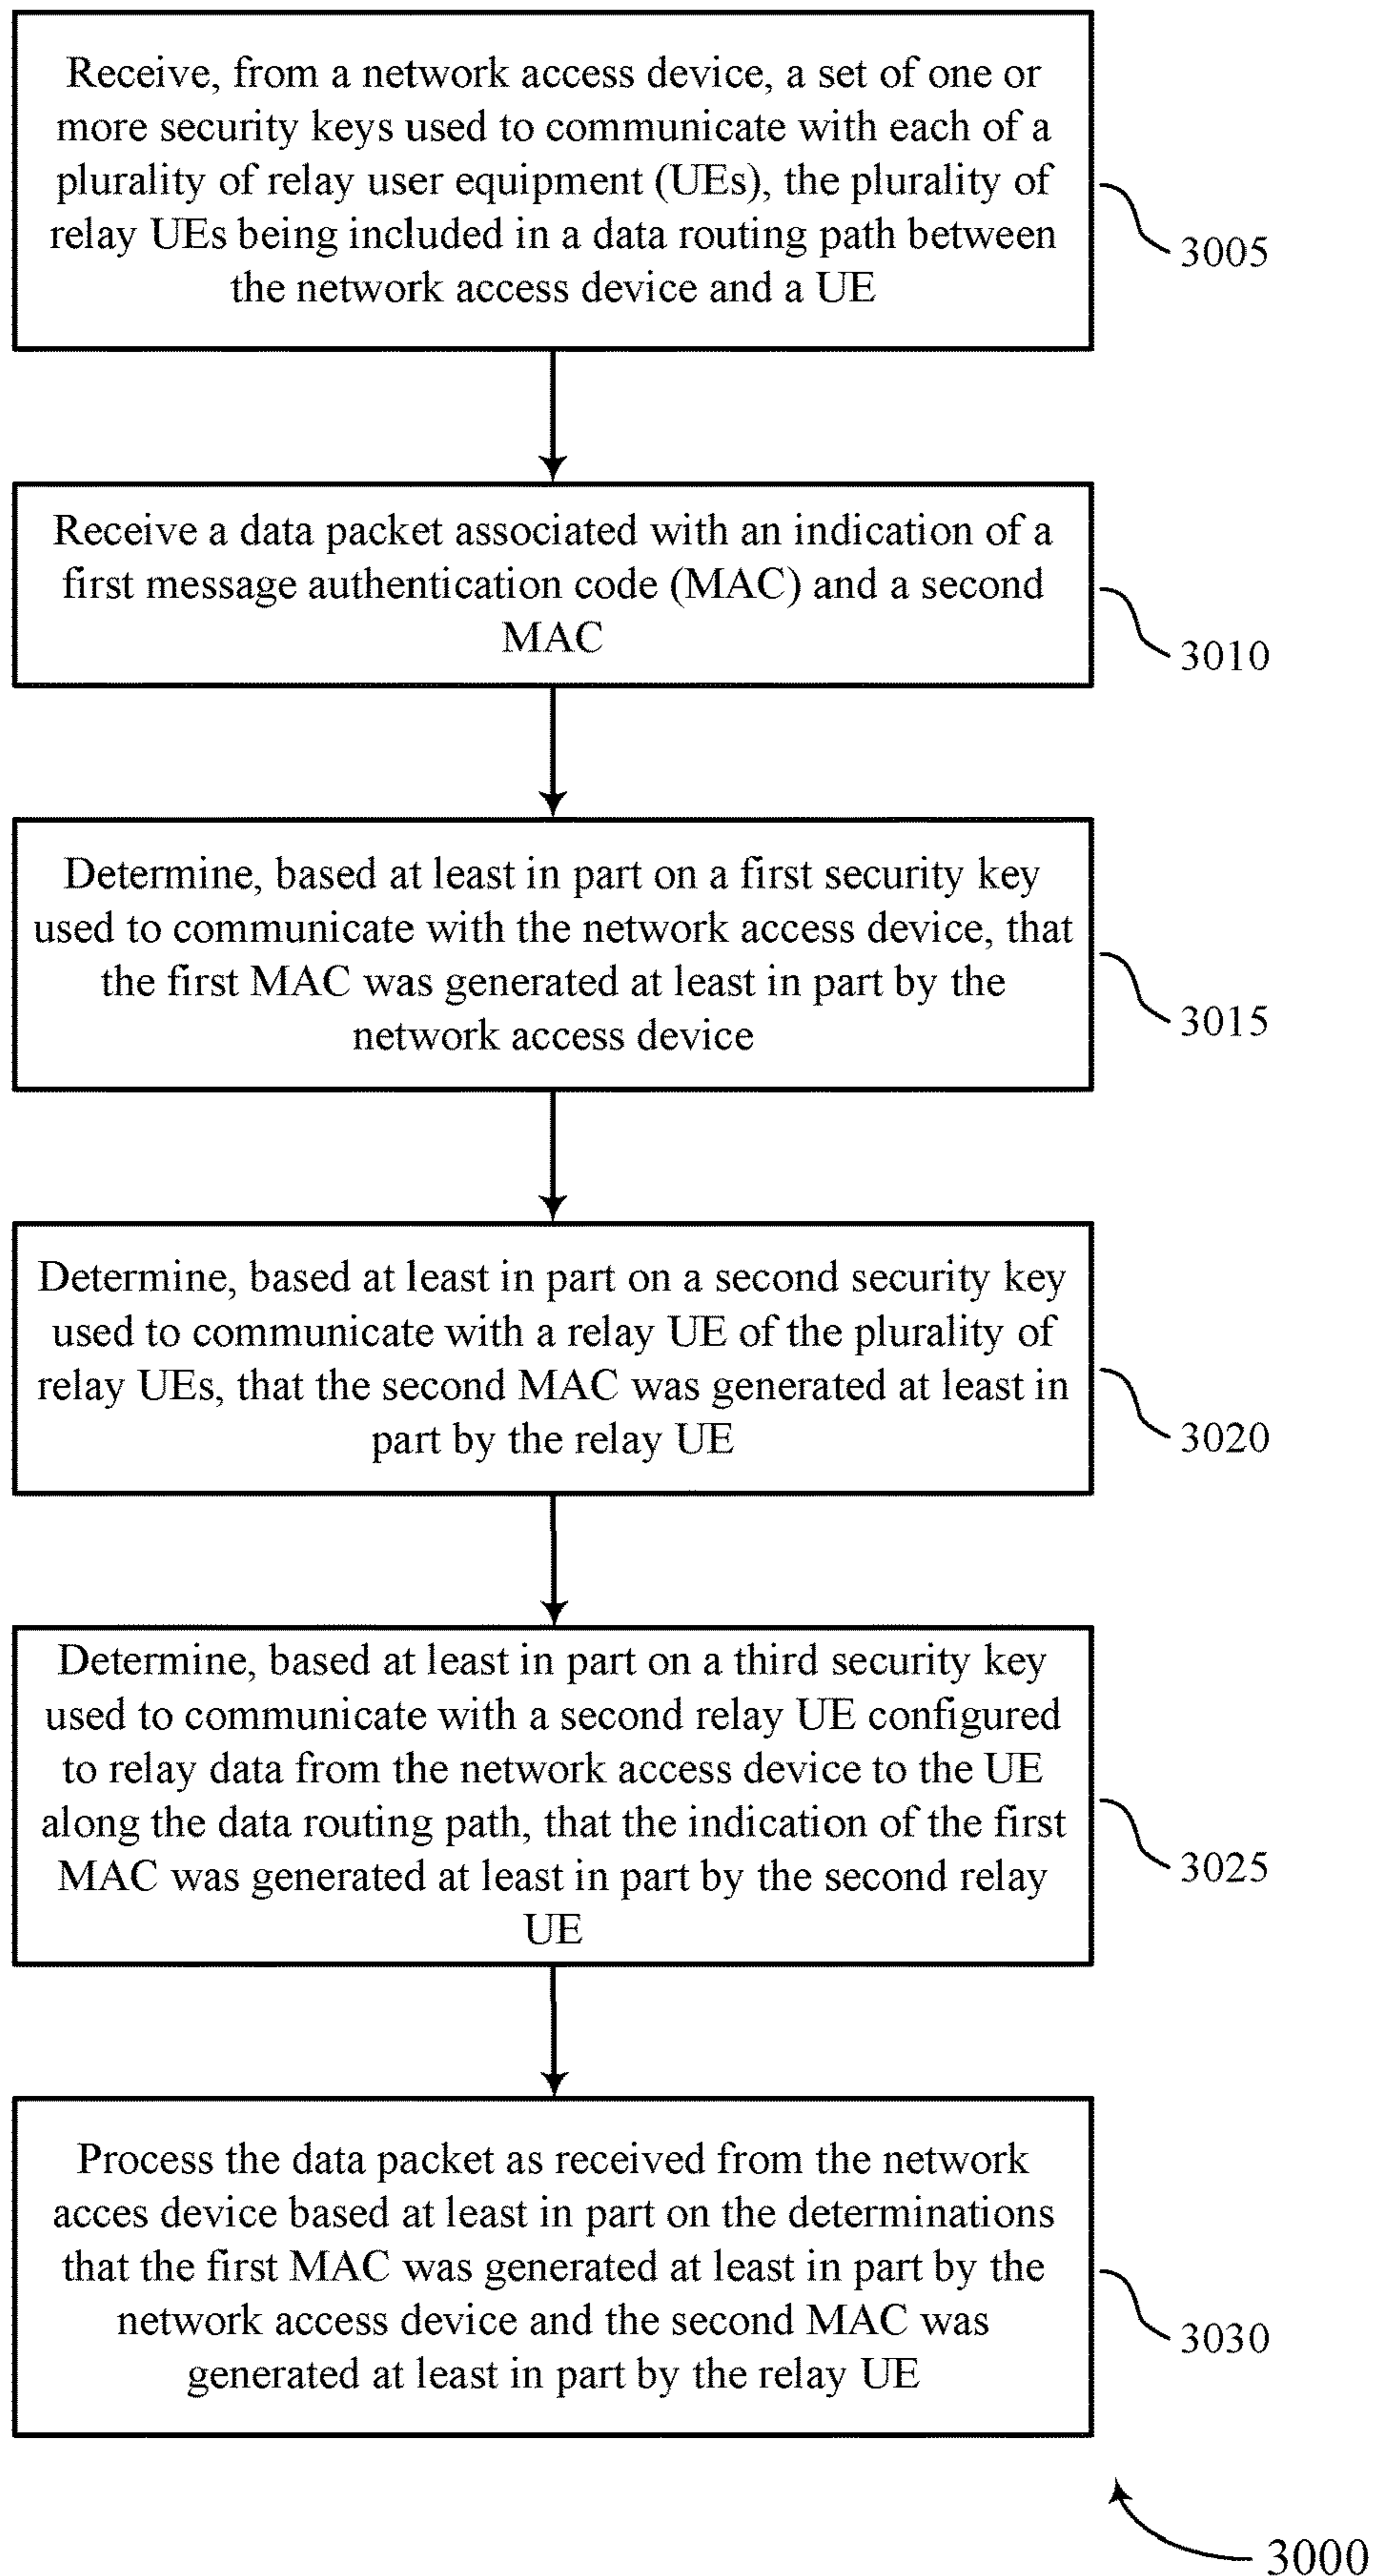 Receive, from a network access device, a set of one or
more security keys used to communicate with each of a
plurality of relay user equipment (UEs), the plurality of
relay UEs being included in a data routing path between
the network access device and a UE
3005
Receive a data packet associated with an indication of a
first message authentication code (MAC) and a second
MAC
3010
Determine, based at least in part on a first security key
used to communicate with the network access device, that
the first MAC was generated at least in part by the
network access device
3015
Determine, based at least in part on a second security key
used to communicate with a relay UE of the plurality of
relay UEs, that the second MAC was generated at least in
part by the relay UE
3020
Determine, based at least in part on a third security key
used to communicate with a second relay UE configured
to relay data from the network access device to the UE
along the data routing path, that the indication of the first
MAC was generated at least in part by the second relay
UE
3025
Process the data packet as received from the network
acces device based at least in part on the determinations
that the first MAC was generated at least in part by the
network access device and the second MAC was
generated at least in part by the relay UE
3030
3000